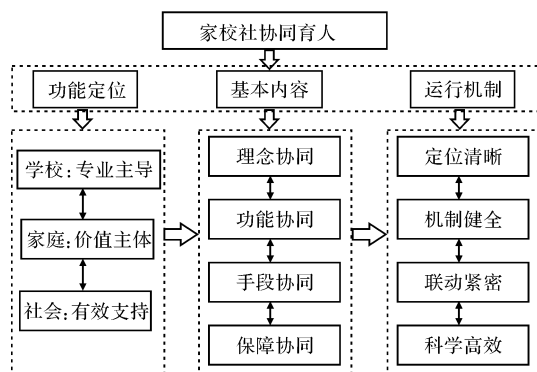 家校社协同育人
功能定位
基本内容
运行机制
学校：专业主导
家庭：价值主体
社会：有效支持
理念协同
功能协同
手段协同
保障协同
定位清晰
机制健全
联动紧密
科学高效